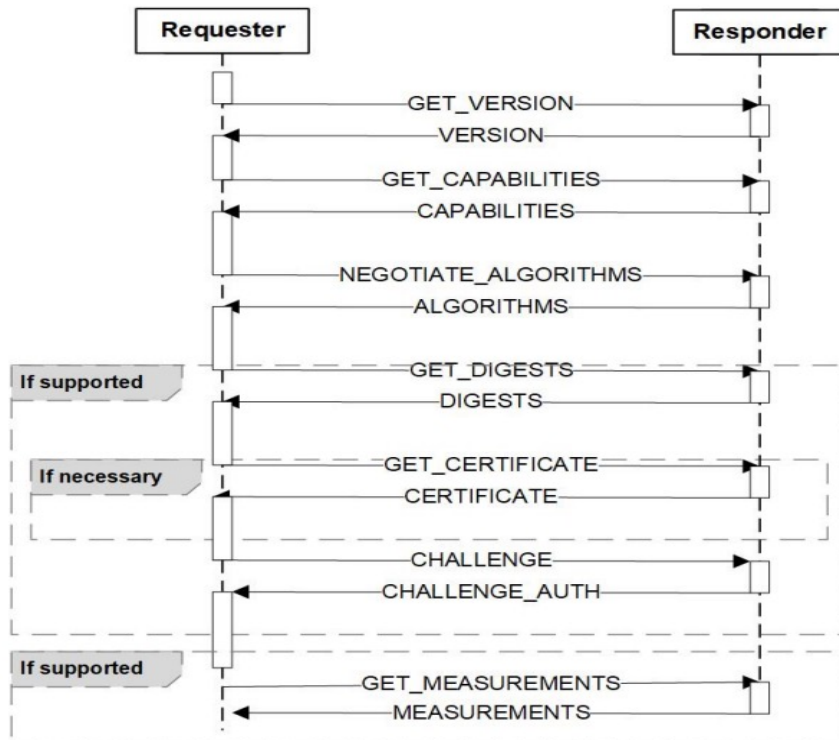 Requester
Responder
GET_VERSION
VERSION
GET_CAPABILITIES
CAPABILITIES
NEGOTIATE_ALGORITHMS
ALGORITHMS
If supported
GET_DIGESTS
DIGESTS
If necessary
GET_CERTIFICATE
CERTIFICATE
CHALLENGE
CHALLENGE_AUTH
If supported
GET_MEASUREMENTS
MEASUREMENTS